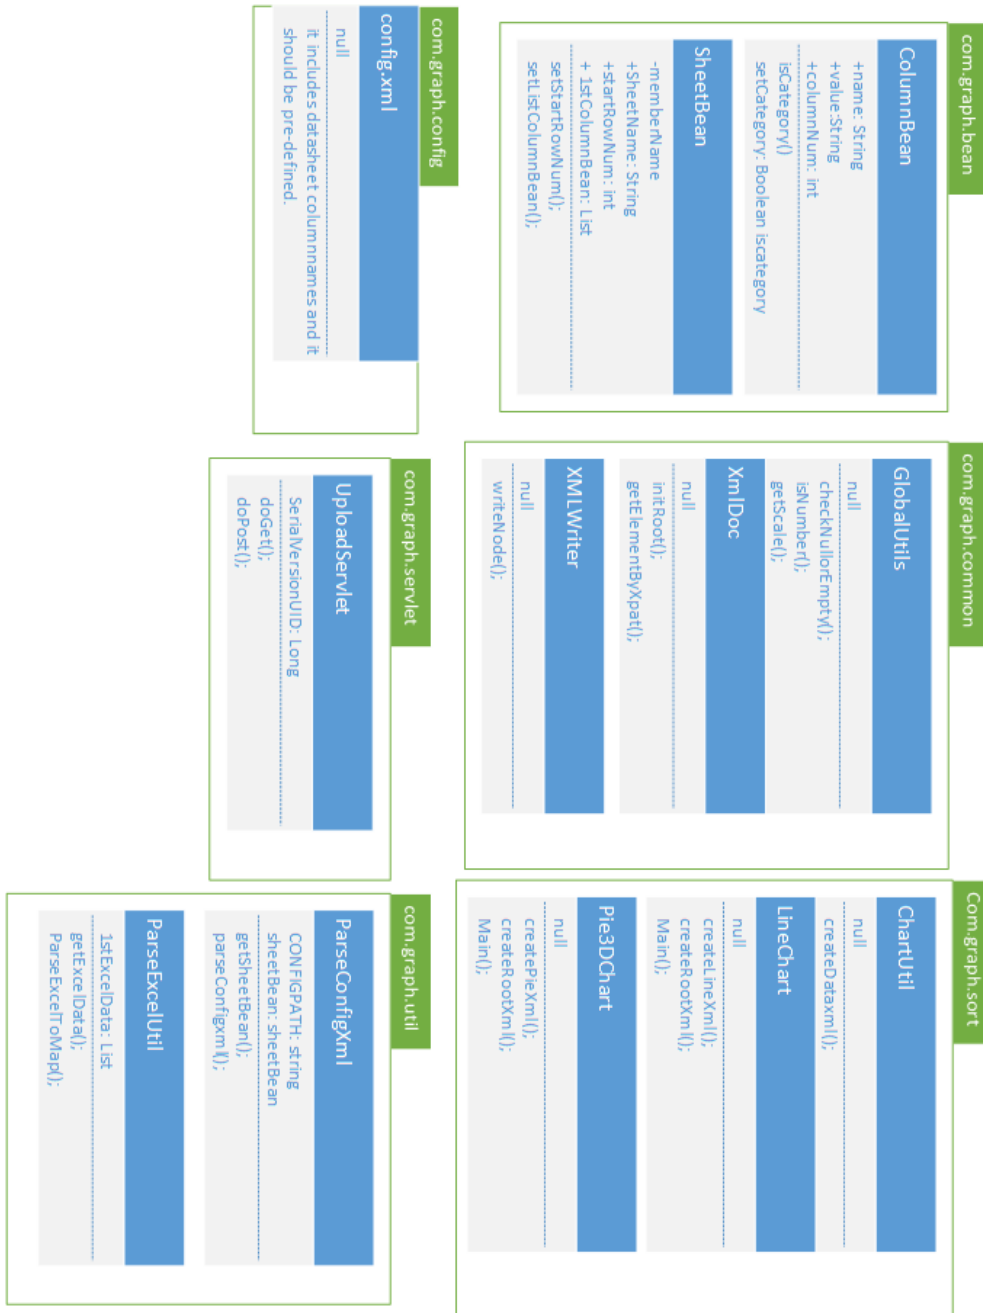 com.graph.bean
ColumnBean
+name: String
+value:String
+columnNum: int
isCategory()
setCategory: Boolean iscategory
SheetBean
-memberName
+SheetName: String
+startRowNum: int
+ 1stColumnBean: List
setStartRowNum();
setListColumnBean();
com.graph.common
GlobalUtils
null
checkNullorEmpty();
isNumber();
getScale();
XmlDoc
null
initRoot();
getElementByXpat();
XMLWriter
null
writeNode();
Com.graph.sort
ChartUtil
null
createDataxml();
LineChart
null
createLineXml();
createRootXml();
Main();
Pie3DChart
null
createPieXml();
createRootXml();
Main();
com.graph.config
config.xml
null
it includes datasheet columnnames and it
should be pre-defined.
com.graph.servlet
UploadServlet
SerialVersionUID: Long
doGet();
doPost();
com.graph.util
ParseConfigXml
CONFIGPATH: string
sheetBean: sheetBean
getSheetBean();
parseConfigxml();
ParseExcelUtil
1stExcelData: List
getExcelData();
ParseExcelToMap();